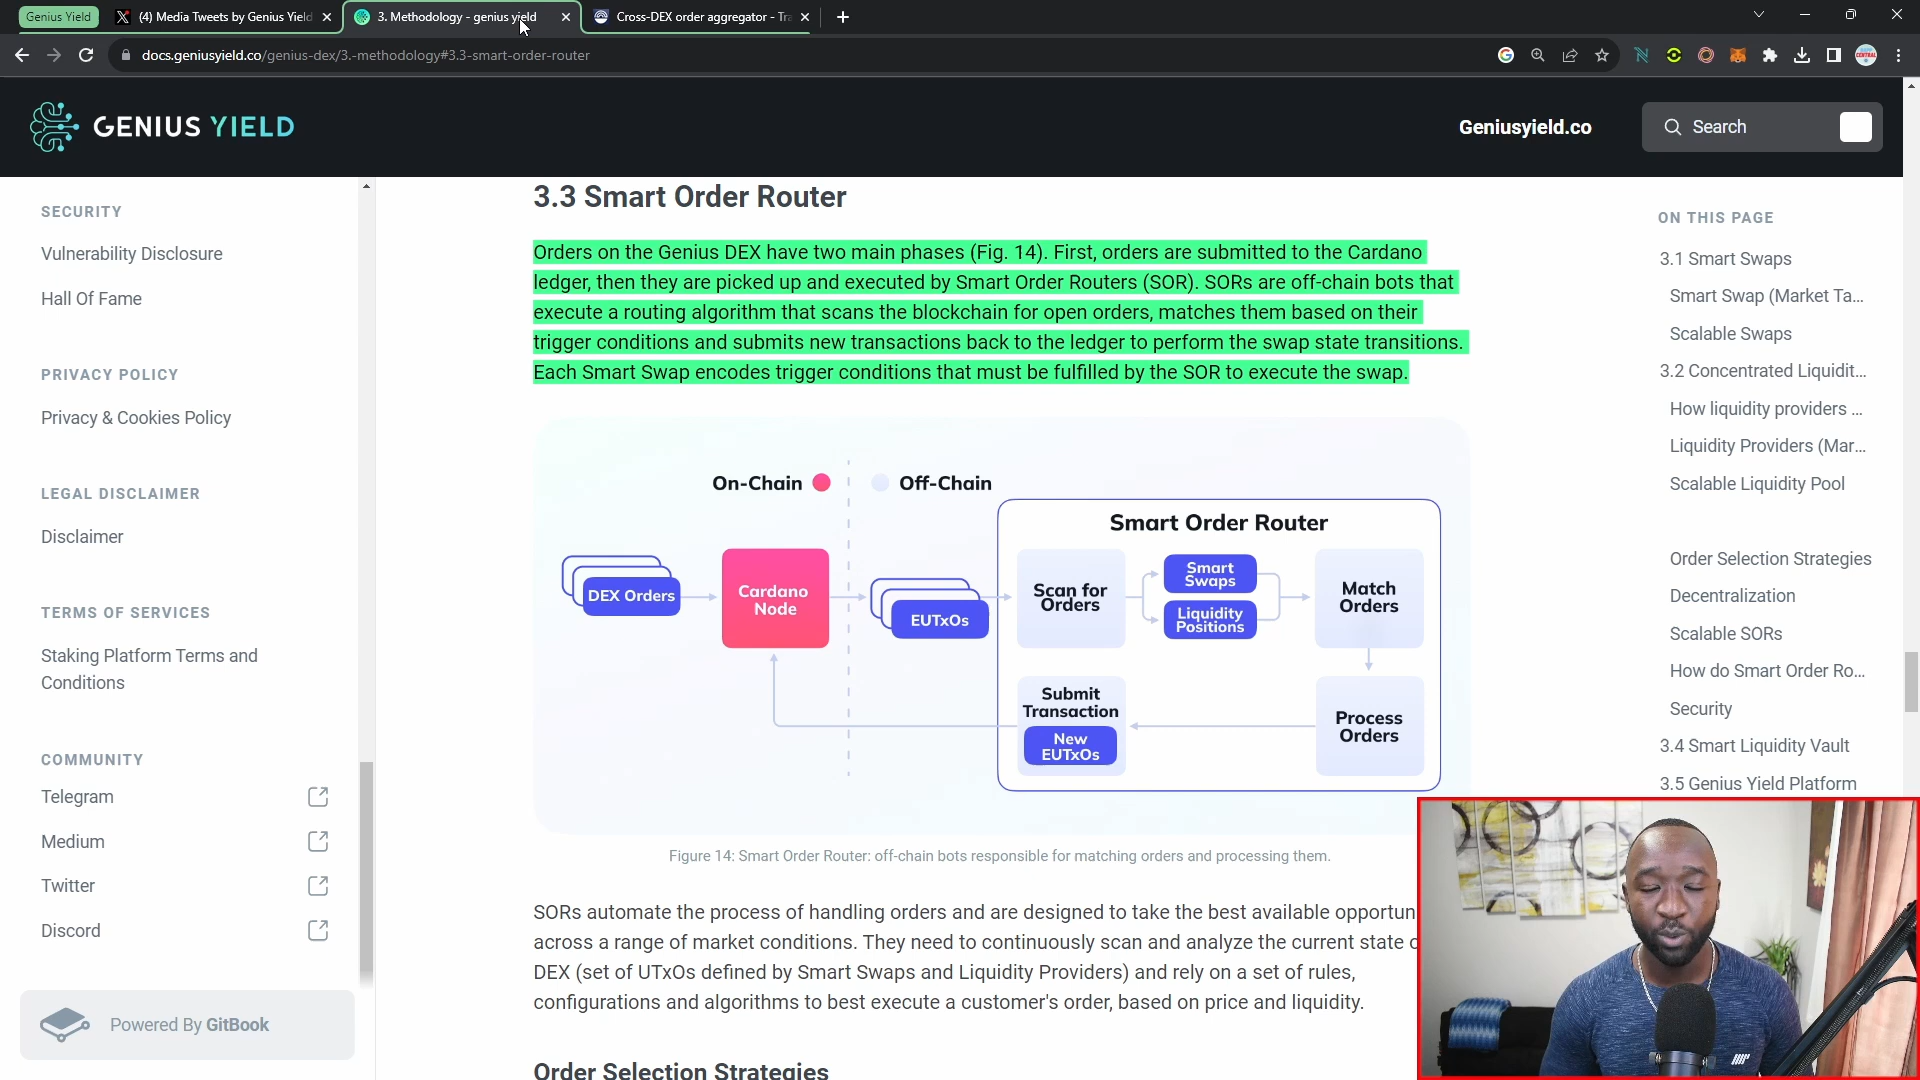 Genius Yield
(4) Media Tweets by Genius Yield
3. Methodology - genius yield
Cross-DEX order aggregator - Tra
docs.geniusyield.co/genius-dex/3.-methodology#3.3-smart-order-router
GENIUS YIELD
Geniusyield.co
Search
SECURITY
Vulnerability Disclosure
Hall Of Fame
PRIVACY POLICY
Privacy & Cookies Policy
LEGAL DISCLAIMER
Disclaimer
TERMS OF SERVICES
Staking Platform Terms and
Conditions
COMMUNITY
Telegram
Medium
Twitter
Discord
Powered By GitBook
3.3 Smart Order Router
Orders on the Genius DEX have two main phases (Fig. 14). First, orders are submitted to the Cardano
ledger, then they are picked up and executed by Smart Order Routers (SOR). SORs are off-chain bots that
execute a routing algorithm that scans the blockchain for open orders, matches them based on their
trigger conditions and submits new transactions back to the ledger to perform the swap state transitions.
Each Smart Swap encodes trigger conditions that must be fulfilled by the SOR to execute the swap.
On-Chain
Off-Chain
Smart Order Router
DEX Orders
Cardano
Node
EUTxOs
Scan for
Orders
Smart
Swaps
Liquidity
Positions
Match
Orders
Submit
Transaction
New
EUTxOs
Process
Orders
Figure 14: Smart Order Router: off-chain bots responsible for matching orders and processing them.
SORs automate the process of handling orders and are designed to take the best available opportun
across a range of market conditions. They need to continuously scan and analyze the current state o
DEX (set of UTxOs defined by Smart Swaps and Liquidity Providers) and rely on a set of rules,
configurations and algorithms to best execute a customer's order, based on price and liquidity.
Order Selection Strategies
ON THIS PAGE
3.1 Smart Swaps
Smart Swap (Market Ta...
Scalable Swaps
3.2 Concentrated Liquidit...
How liquidity providers ...
Liquidity Providers (Mar...
Scalable Liquidity Pool
Order Selection Strategies
Decentralization
Scalable SORs
How do Smart Order Ro...
Security
3.4 Smart Liquidity Vault
3.5 Genius Yield Platform